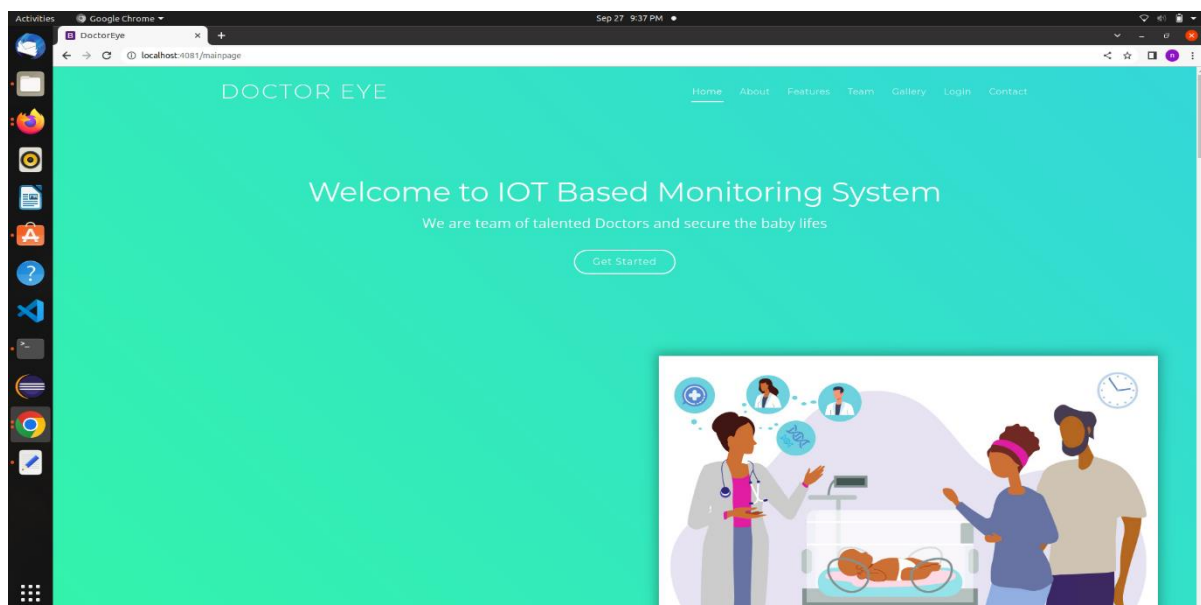 Activities Google Chrome Sep 27 9:37 PM
DoctorEye
localhost:4081/mainpage
DOCTOR EYE
Home About Features Team Gallery Login Contact
Welcome to IOT Based Monitoring System
We are team of talented Doctors and secure the baby lifes
Get Started